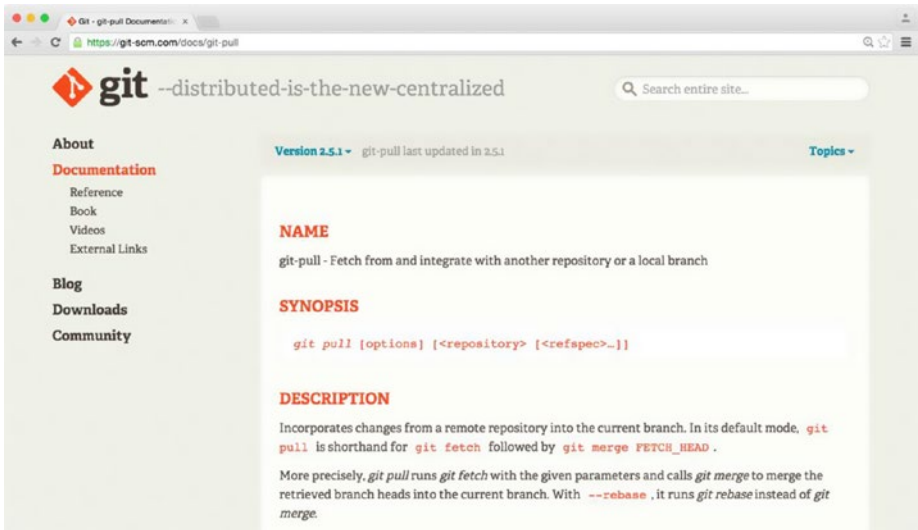 Git - git-pull Documentatio
https://git-scm.com/docs/git-pull
git --distributed-is-the-new-centralized
Search entire site...
About
Documentation
Reference
Book
Videos
External Links
Blog
Downloads
Community
Version 2.5.1 git-pull last updated in 2.5.1
Topics
NAME
git-pull - Fetch from and integrate with another repository or a local branch
SYNOPSIS
git pull [options] [<repository> [<refspec>…]]
DESCRIPTION
Incorporates changes from a remote repository into the current branch. In its default mode, git
pull is shorthand for git fetch followed by git merge FETCH_HEAD .
More precisely, git pull runs git fetch with the given parameters and calls git merge to merge the
retrieved branch heads into the current branch. With --rebase , it runs git rebase instead of git
merge.